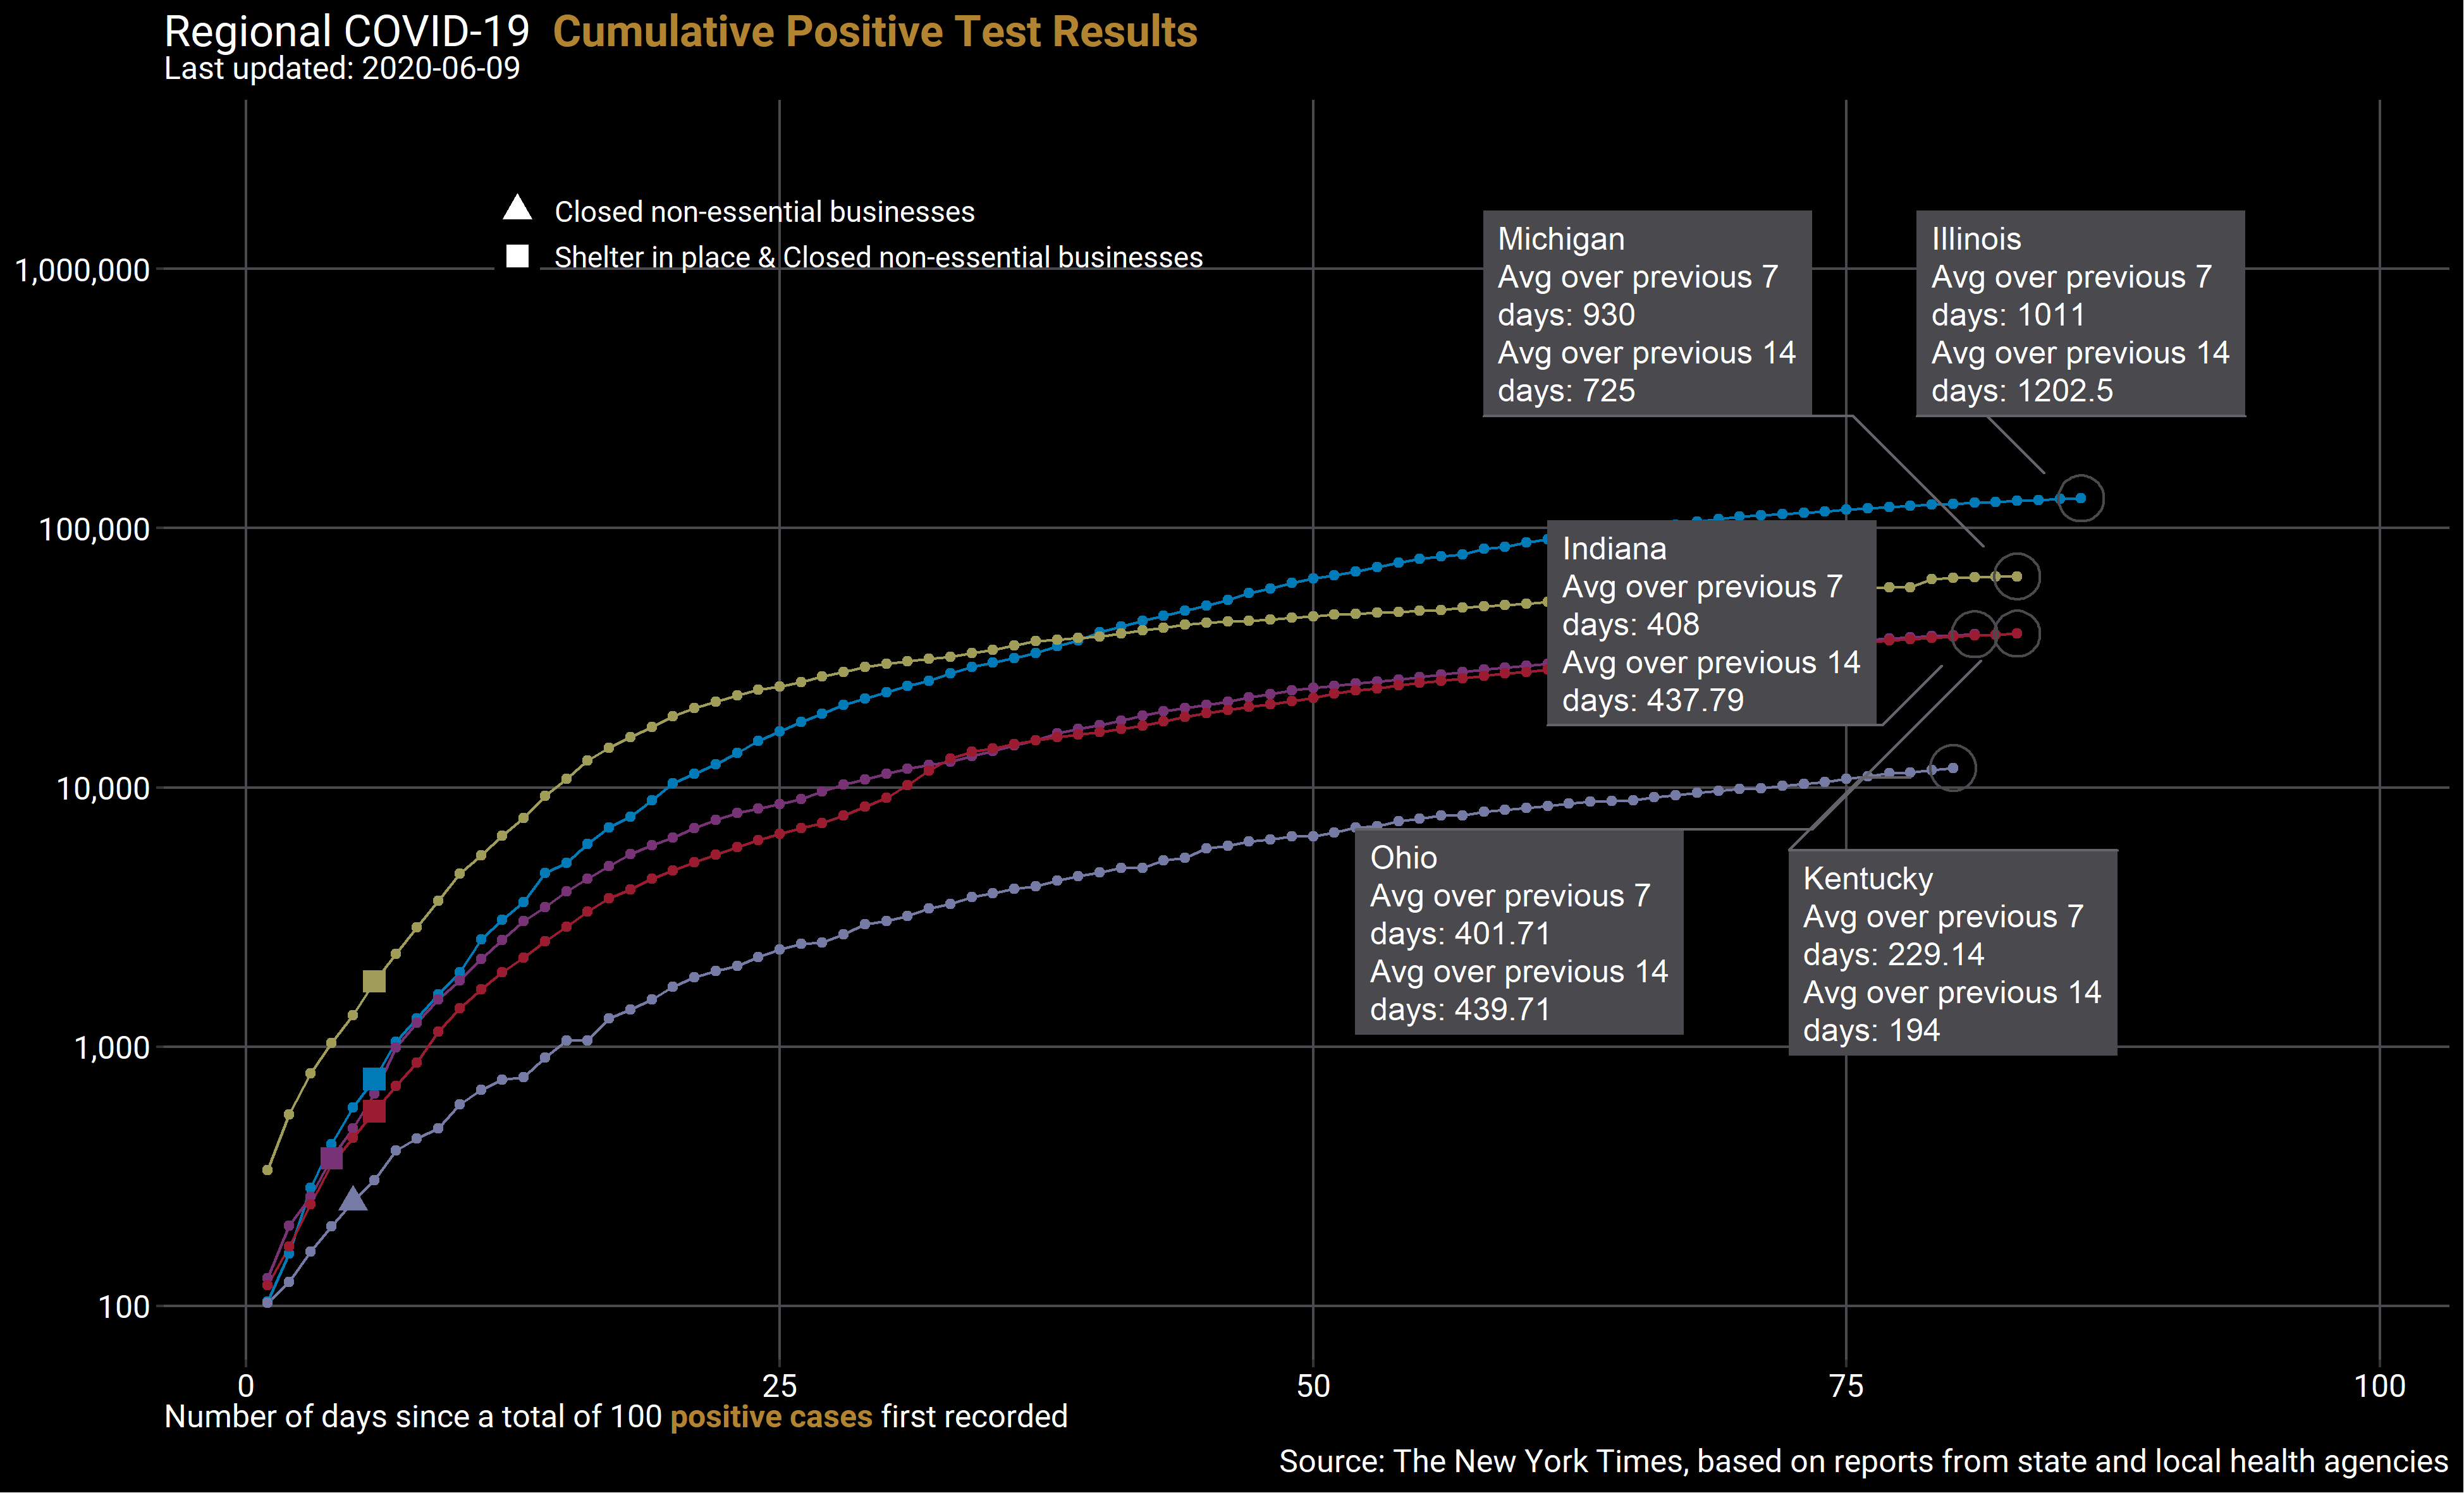 Regional COVID-19 Cumulative Positive Test Results
Last updated: 2020-06-09
Closed non-essential businesses
Shelter in place & Closed non-essential businesses
1,000,000
100,000
10,000
1,000
100
Michigan
Avg over previous 7
days: 930
Avg over previous 14
days: 725
Illinois
Avg over previous 7
days: 1011
Avg over previous 14
days: 1202.5
Indiana
Avg over previous 7
days: 408
Avg over previous 14
days: 437.79
Ohio
Avg over previous 7
days: 401.71
Avg over previous 14
days: 439.71
Kentucky
Avg over previous 7
days: 229.14
Avg over previous 14
days: 194
0 25 50 75 100
Number of days since a total of 100 positive cases first recorded
Source: The New York Times, based on reports from state and local health agencies